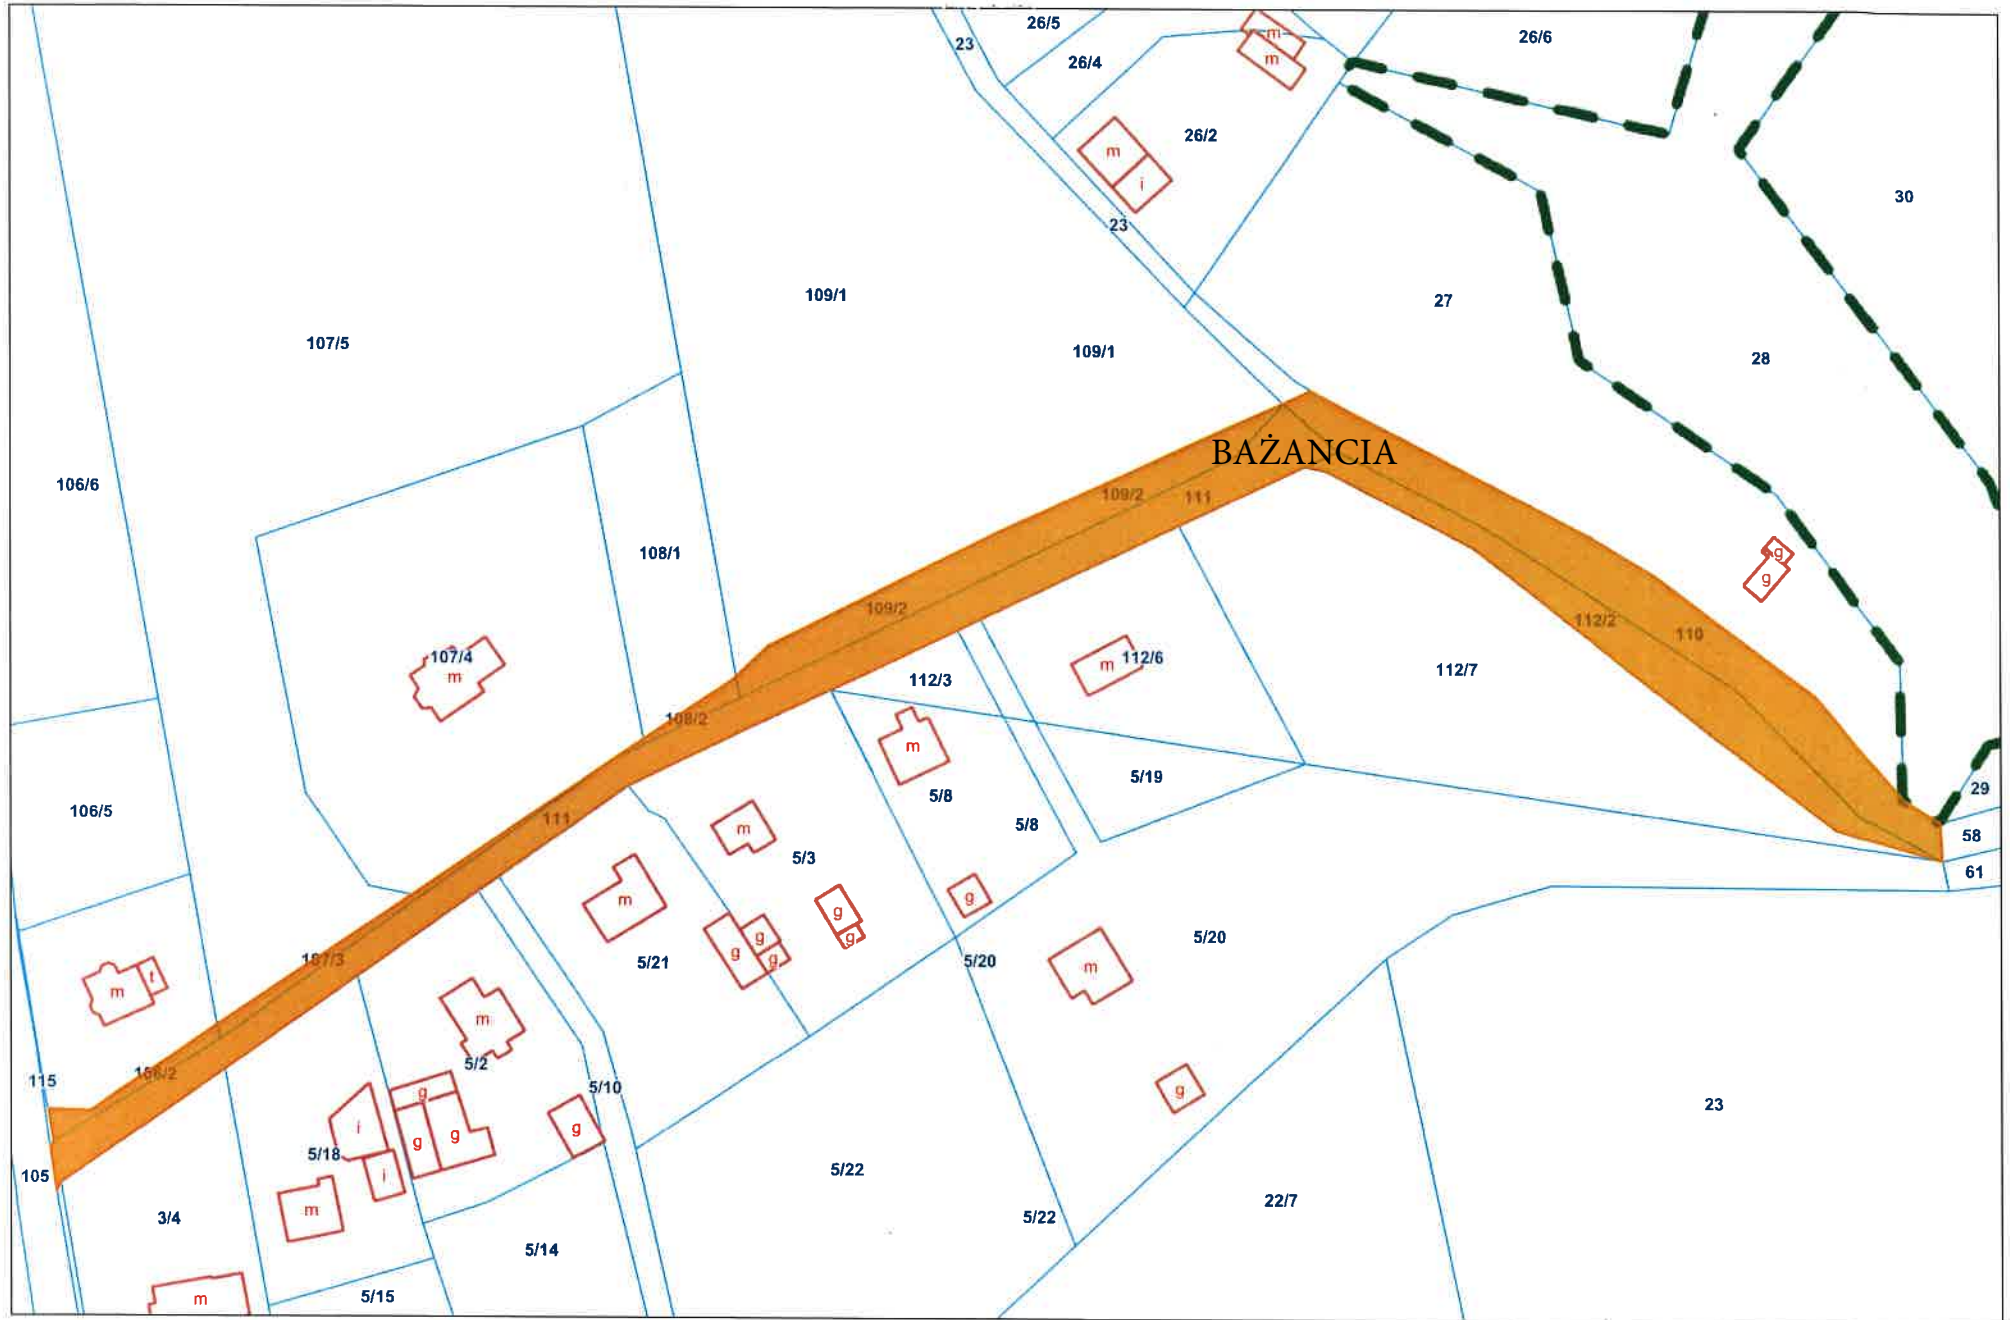 26/5
23
26/4
26/6
m
m
26/2
m
i
23
30
109/1
27
107/5
109/1
28
BAŻANCIA
106/6
109/2
111
108/1
g
g
109/2
112/2
110
107/4
m
m
112/6
112/7
112/3
108/2
m
5/19
29
106/5
5/8
5/8
111
m
58
5/3
61
m
g
g
g
g
g
g
5/20
5/20
m
107/3
5/21
m
t
m
115
106/2
5/2
5/10
g
g
23
i
g
g
g
5/18
i
105
5/22
m
3/4
5/22
22/7
5/14
5/15
m